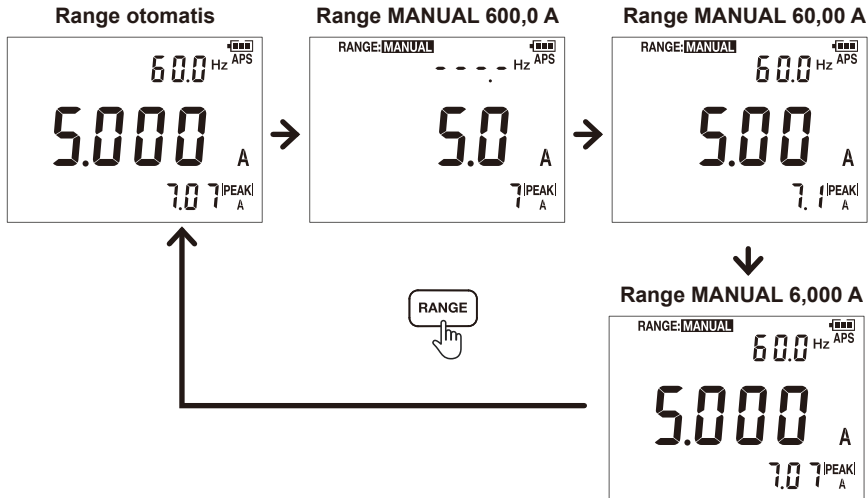 Range otomatis
60.0 Hz APS
5.000 A
7.07 PEAK A
Range MANUAL 600,0 A
RANGE: MANUAL
- - - -. Hz APS
5.0 A
7 PEAK A
Range MANUAL 60,00 A
RANGE: MANUAL
60.0 Hz APS
5.00 A
7.1 PEAK A
RANGE
Range MANUAL 6,000 A
RANGE: MANUAL
60.0 Hz APS
5.000 A
7.07 PEAK A